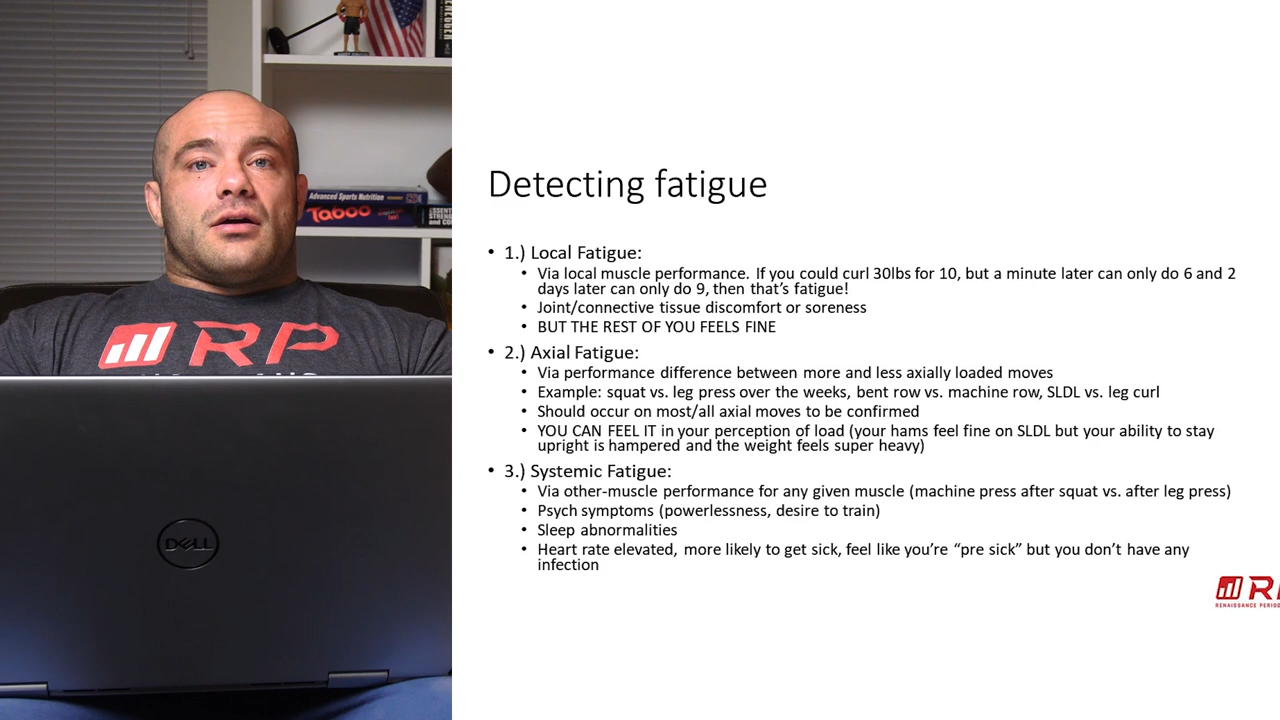 Advanced Sports Nutrition
Taboo
RP
DELL
Detecting fatigue
• 1.) Local Fatigue:
• Via local muscle performance. If you could curl 30lbs for 10, but a minute later can only do 6 and 2
days later can only do 9, then that's fatigue!
• Joint/connective tissue discomfort or soreness
• BUT THE REST OF YOU FEELS FINE
• 2.) Axial Fatigue:
• Via performance difference between more and less axially loaded moves
• Example: squat vs. leg press over the weeks, bent row vs. machine row, SLDL vs. leg curl
• Should occur on most/all axial moves to be confirmed
• YOU CAN FEEL IT in your perception of load (your hams feel fine on SLDL but your ability to stay
upright is hampered and the weight feels super heavy)
• 3.) Systemic Fatigue:
• Via other-muscle performance for any given muscle (machine press after squat vs. after leg press)
• Psych symptoms (powerlessness, desire to train)
• Sleep abnormalities
• Heart rate elevated, more likely to get sick, feel like you're “pre sick” but you don't have any
infection
R
RENAISSANCE PERIOD